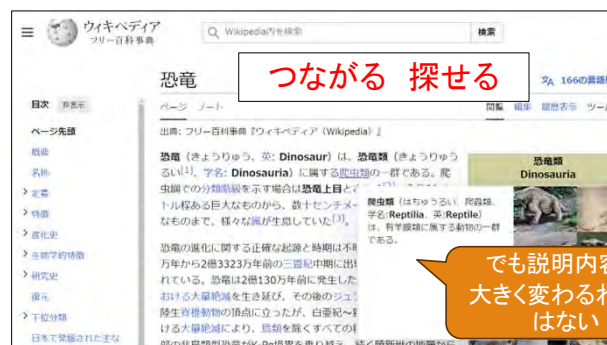 ウィキペディア
フリー百科事典
Wikipedia内を検索
検索
つながる 探せる
恐竜
166の言語版
目次 非表示
ページ ノート
閲覧 編集 履歴表示 ツール
ページ先頭
出典: フリー百科事典『ウィキペディア（Wikipedia）』
概要
名称
定義
特徴
進化史
生物学的特徴
研究史
復元
下位分類
日本で発掘された主な
恐竜（きょうりゅう、英: Dinosaur）は、恐竜類（きょうりゅ
うるい[1]、学名: Dinosauria）に属する爬虫類の一群である。爬
虫綱での分類階級を示す場合は恐竜上目と
トル程ある巨大なものから、数十センチメー
なものまで、様々な属が生息していた[3]。
恐竜類
Dinosauria
爬虫類（はちゅうるい、爬蟲類、
学名:Reptilia、英:Reptile）
は、有羊膜類に属する動物の一群
である。
恐竜の進化に関する正確な起源と時期は不明
万年から2億3323万年前の三畳紀中期に出現
れている。恐竜は2億130万年前に発生した
おける大量絶滅を生き延び、その後のジュラ
陸生脊椎動物の頂点に立ったが、白亜紀〜
ける大量絶滅により、鳥類を除くすべての
でも説明内容
大きく変わるわ
はない